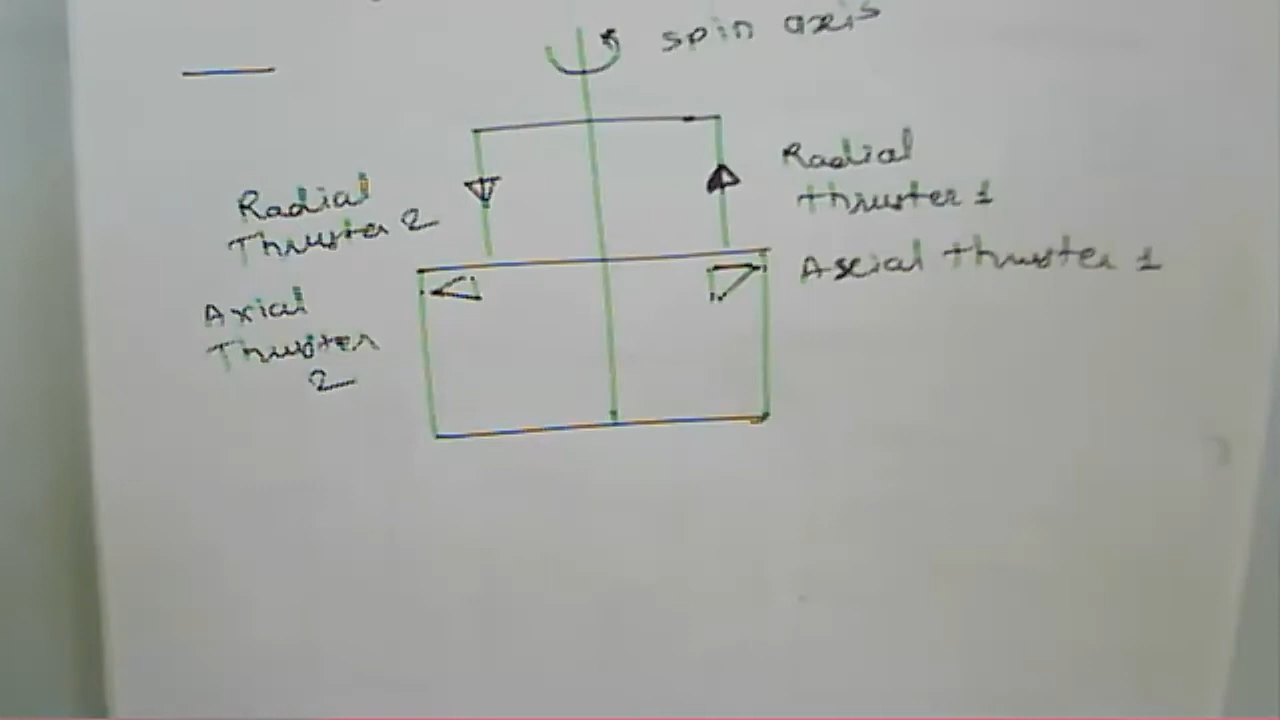 spin axis
Radial
thruster 1
Radial
Thruster 2
Axial thruster 1
Axial
Thruster
2